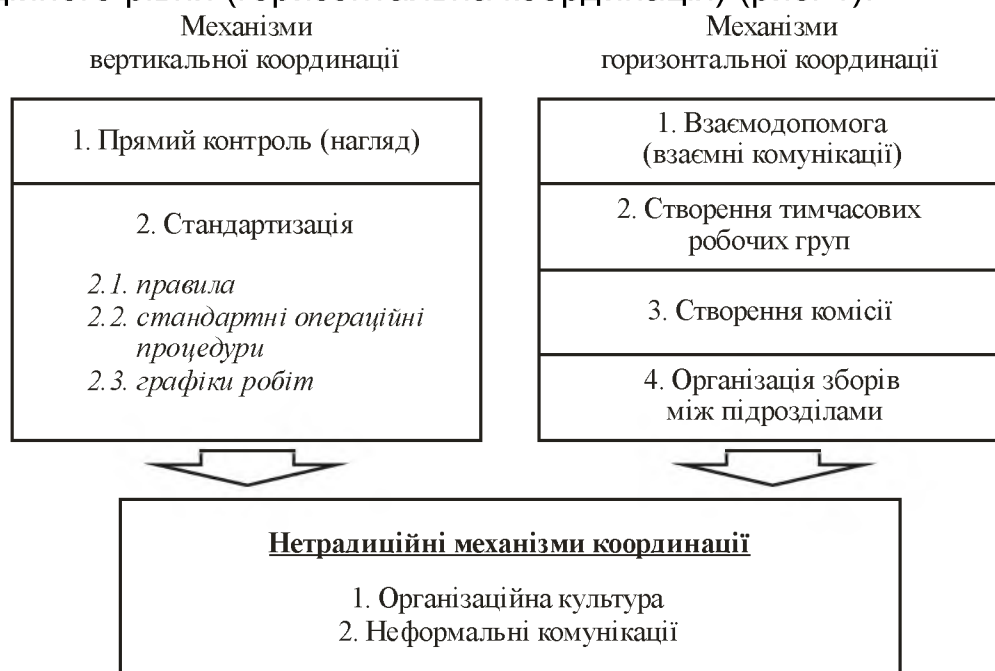 Механізми
вертикальної координації
1. Прямий контроль (нагляд)
2. Стандартизація
2.1. правила
2.2. стандартні операційні
процедури
2.3. графіки робіт
Механізми
горизонтальної координації
1. Взаємодопомога
(взаємні комунікації)
2. Створення тимчасових
робочих груп
3. Створення комісії
4. Організація зборів
між підрозділами
Нетрадиційні механізми координації
1. Організаційна культура
2. Неформальні комунікації